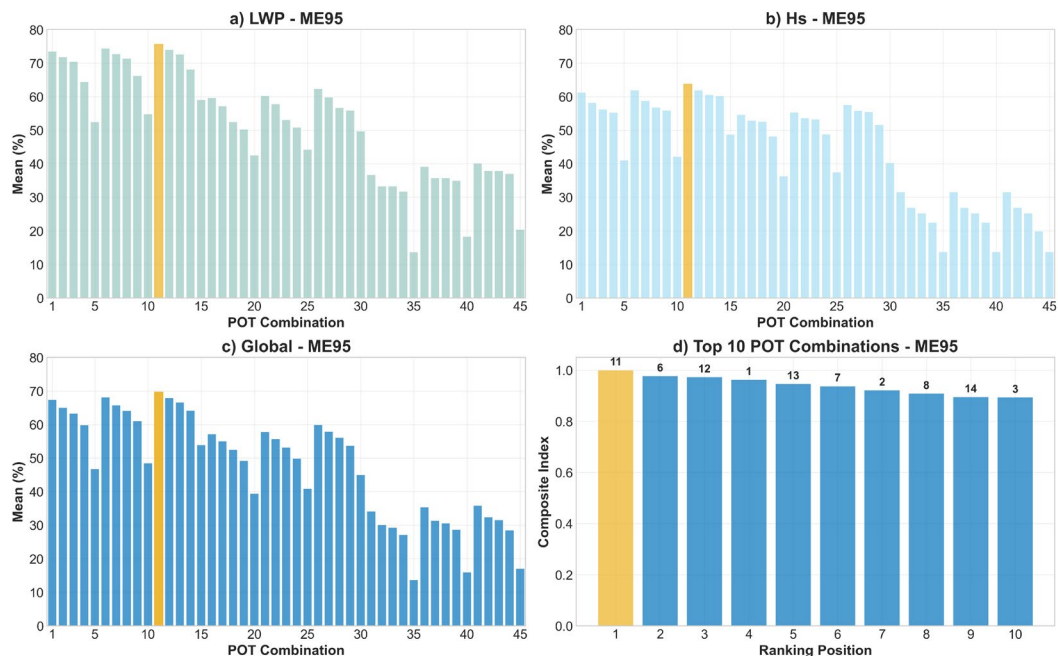 a) LWP - ME95
Mean (%)
80
70
60
50
40
30
20
10
0
1 5 10 15 20 25 30 35 40 45
POT Combination
b) Hs - ME95
Mean (%)
80
70
60
50
40
30
20
10
0
1 5 10 15 20 25 30 35 40 45
POT Combination
c) Global - ME95
Mean (%)
80
70
60
50
40
30
20
10
0
1 5 10 15 20 25 30 35 40 45
POT Combination
d) Top 10 POT Combinations - ME95
Composite Index
11 6 12 1 13 7 2 8 14 3
1.0
0.8
0.6
0.4
0.2
0.0
1 2 3 4 5 6 7 8 9 10
Ranking Position